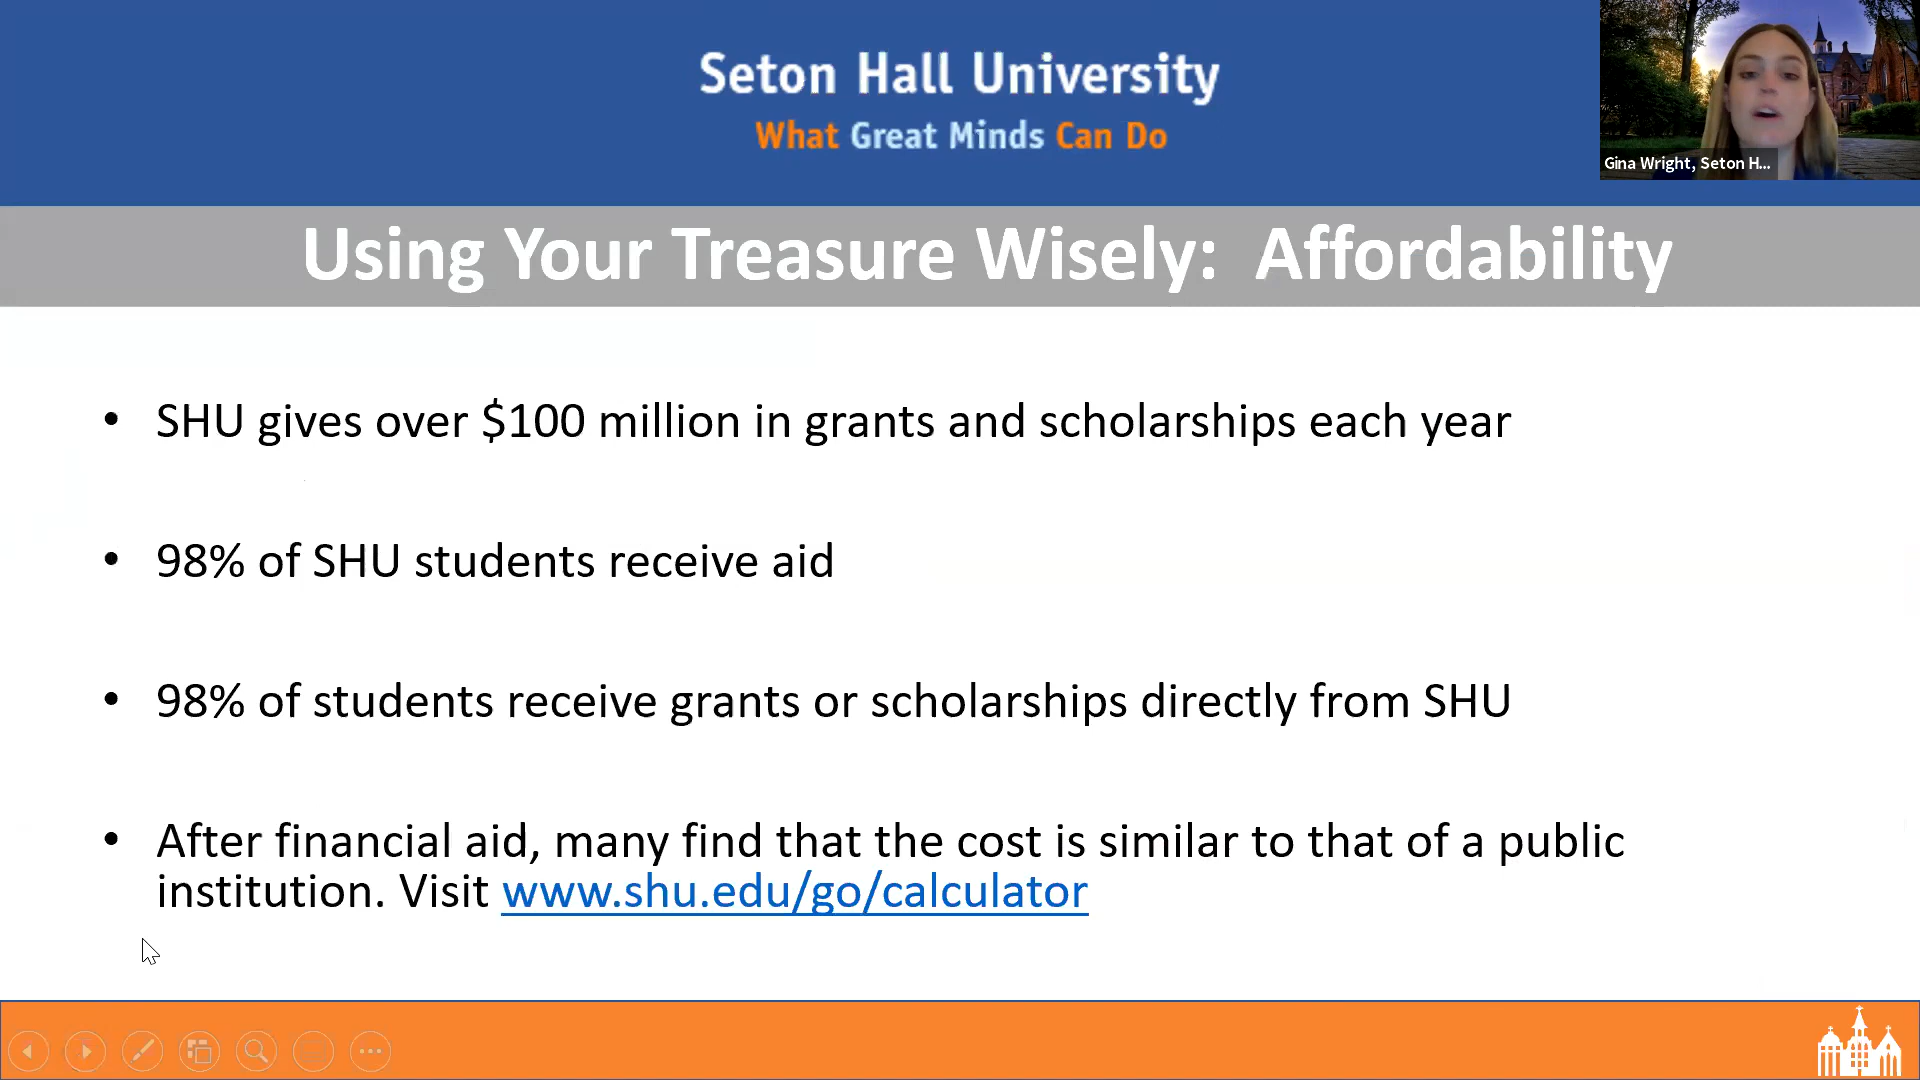 Seton Hall University
What Great Minds Can Do
Gina Wright, Seton H...
Using Your Treasure Wisely: Affordability
• SHU gives over $100 million in grants and scholarships each year
• 98% of SHU students receive aid
• 98% of students receive grants or scholarships directly from SHU
• After financial aid, many find that the cost is similar to that of a public
institution. Visit www.shu.edu/go/calculator